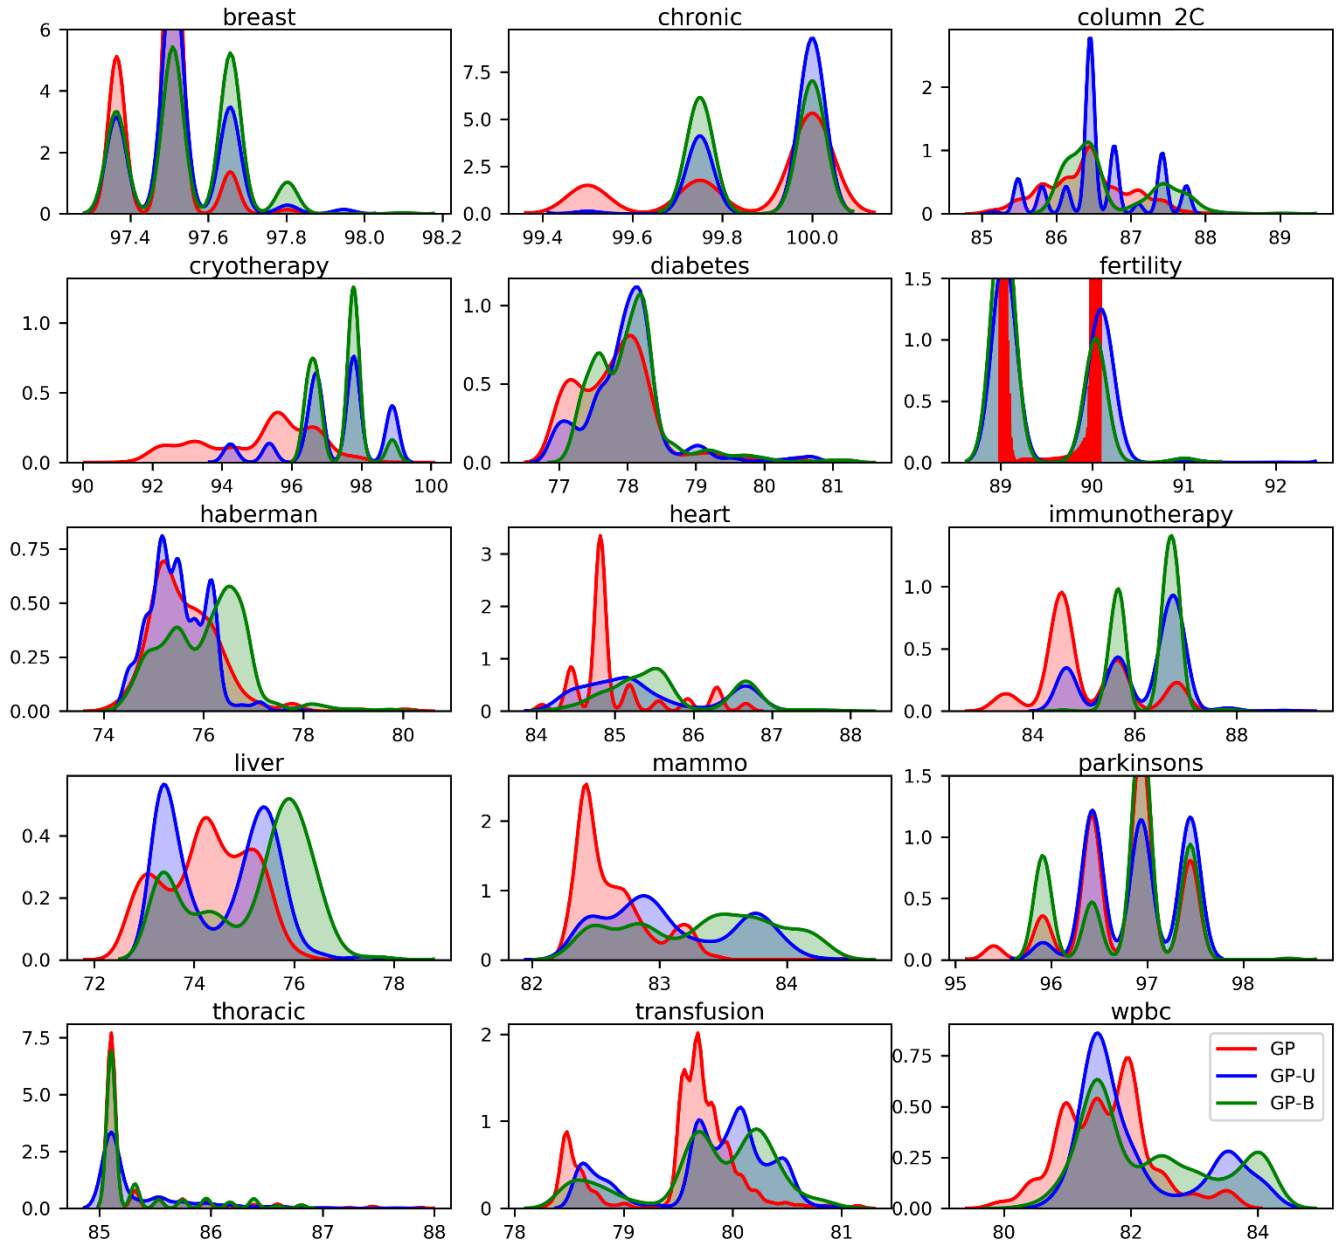 breast
6
4
2
0
97.4 97.6 97.8 98.0 98.2
chronic
7.5
5.0
2.5
0.0
99.4 99.6 99.8 100.0
column 2C
2
1
0
85 86 87 88 89
cryotherapy
1.0
0.5
0.0
90 92 94 96 98 100
diabetes
1.0
0.5
0.0
77 78 79 80 81
fertility
1.5
1.0
0.5
0.0
89 90 91 92
haberman
0.75
0.50
0.25
0.00
74 76 78 80
heart
3
2
1
0
84 85 86 87 88
immunotherapy
1.0
0.5
0.0
84 86 88
liver
0.4
0.2
0.0
72 74 76 78
mammo
2
1
0
82 83 84
parkinsons
1.5
1.0
0.5
0.0
95 96 97 98
thoracic
7.5
5.0
2.5
0.0
85 86 87 88
transfusion
2
1
0
78 79 80 81
wpbc
0.75
0.50
0.25
0.00
80 82 84
GP
GP-U
GP-B